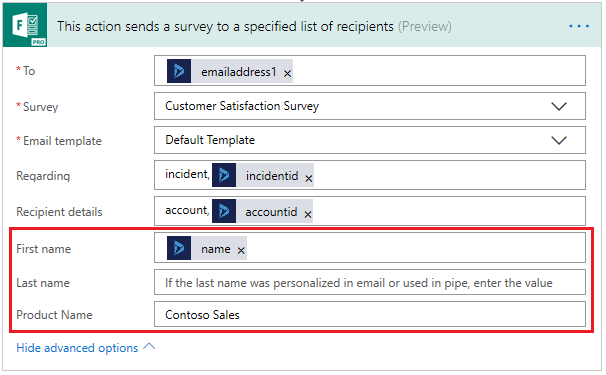 This action sends a survey to a specified list of recipients (Preview)
F
PRO
* To
emailaddress1 ×
* Survey
Customer Satisfaction Survey
* Email template
Default Template
Regarding
incident, incidentid ×
Recipient details
account, accountid ×
First name
name ×
Last name
If the last name was personalized in email or used in pipe, enter the value
Product Name
Contoso Sales
Hide advanced options